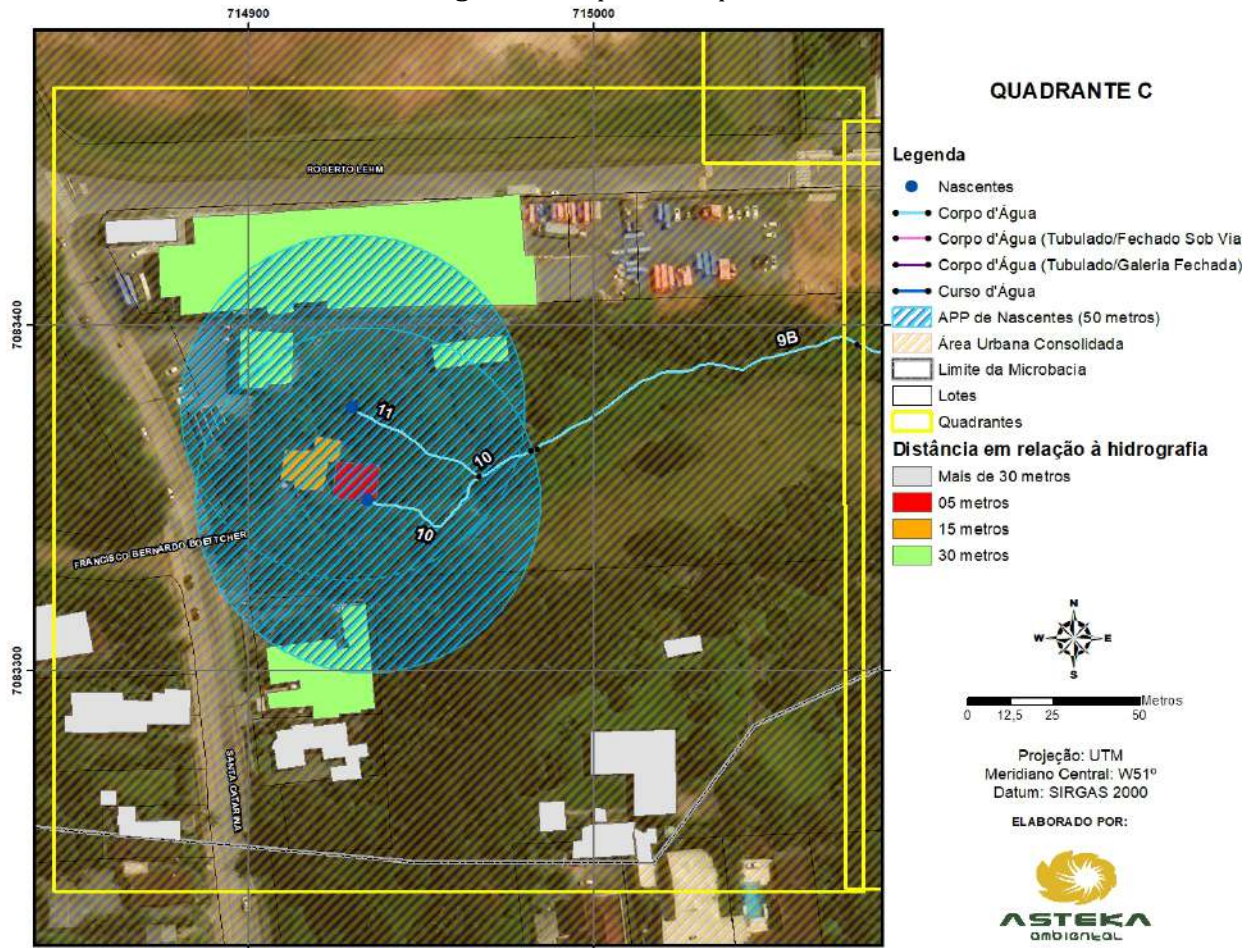 714900
715000
QUADRANTE C
Legenda
Nascentes
Corpo d'Água
Corpo d'Água (Tubulado/Fechado Sob Via
Corpo d'Água (Tubulado/Galeria Fechada)
Curso d'Água
APP de Nascentes (50 metros)
Área Urbana Consolidada
Limite da Microbacia
Lotes
Quadrantes
Distância em relação à hidrografia
Mais de 30 metros
05 metros
15 metros
30 metros
N
W
E
S
0
12,5
25
50
Metros
Projeção: UTM
Meridiano Central: W51º
Datum: SIRGAS 2000
ELABORADO POR:
ASTEKA
ambiental
ROBERTO LEHM
7083400
9B
11
10
10
FRANCISCO BERNARDO BOETTCHER
7083300
SANTA CATARINA